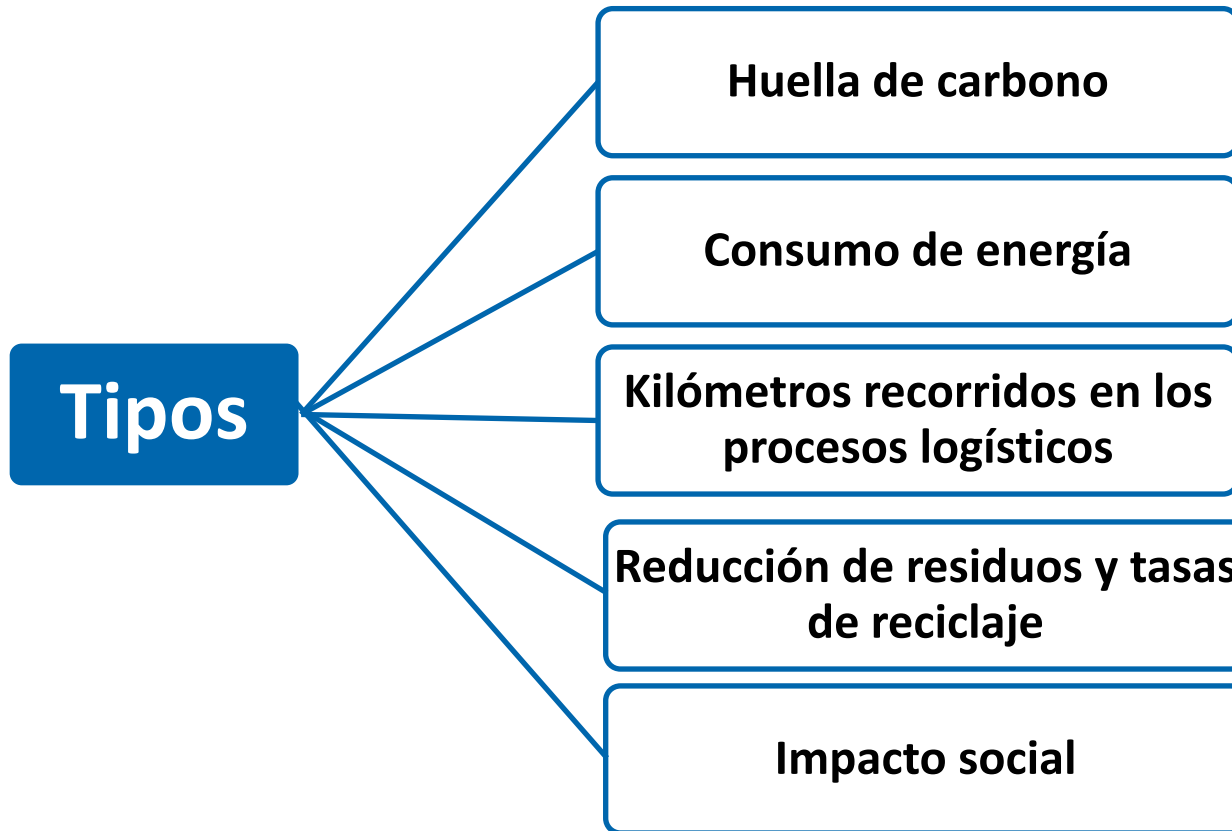 Huella de carbono
Consumo de energía
Tipos
Kilómetros recorridos en los
procesos logísticos
Reducción de residuos y tasas
de reciclaje
Impacto social